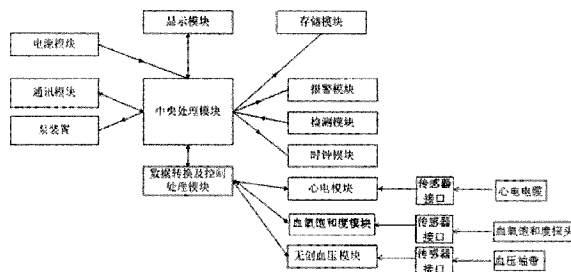 显示模块
存储模块
电源模块
通讯模块
中央处理模块
报警模块
泵装置
检测模块
时钟模块
数据转换及控制
处理模块
心电模块
传感器
接口
心电电缆
血氧饱和度模块
传感器
接口
血氧饱和度探头
无创血压模块
传感器
接口
血压袖带